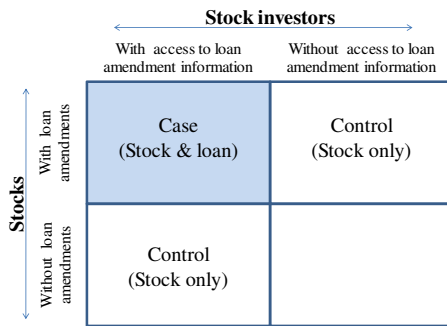 Stock investors
With access to loan
amendment information
Without access to loan
amendment information
Stocks
With loan
amendments
Case
(Stock & loan)
Control
(Stock only)
Without loan
amendments
Control
(Stock only)